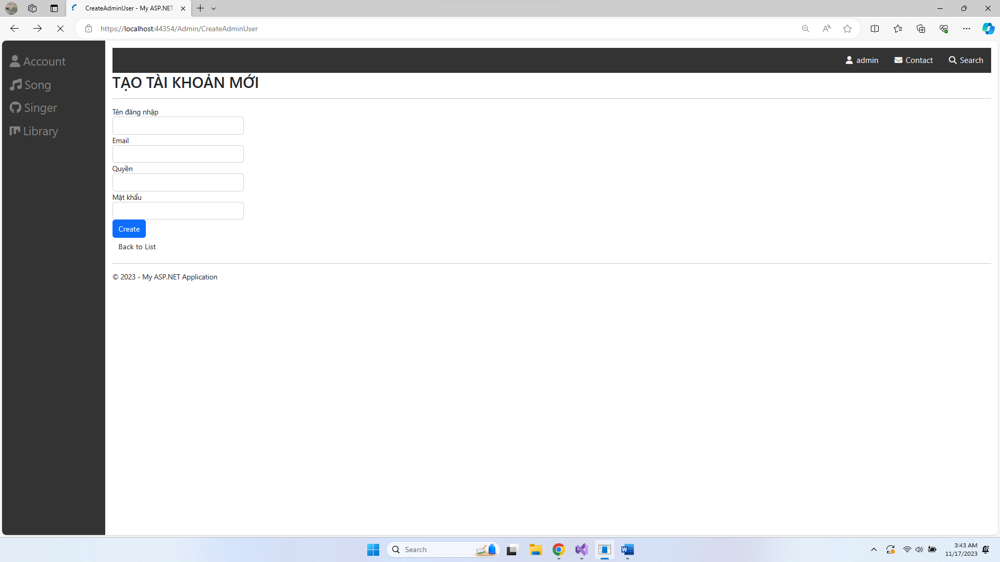 CreateAdminUser - My ASP.NET
https://localhost:44354/Admin/CreateAdminUser
Account
Song
Singer
Library
admin
Contact
Search
TẠO TÀI KHOẢN MỚI
Tên đăng nhập
Email
Quyền
Mật khẩu
Create
Back to List
© 2023 - My ASP.NET Application
Search
3:43 AM
11/17/2023